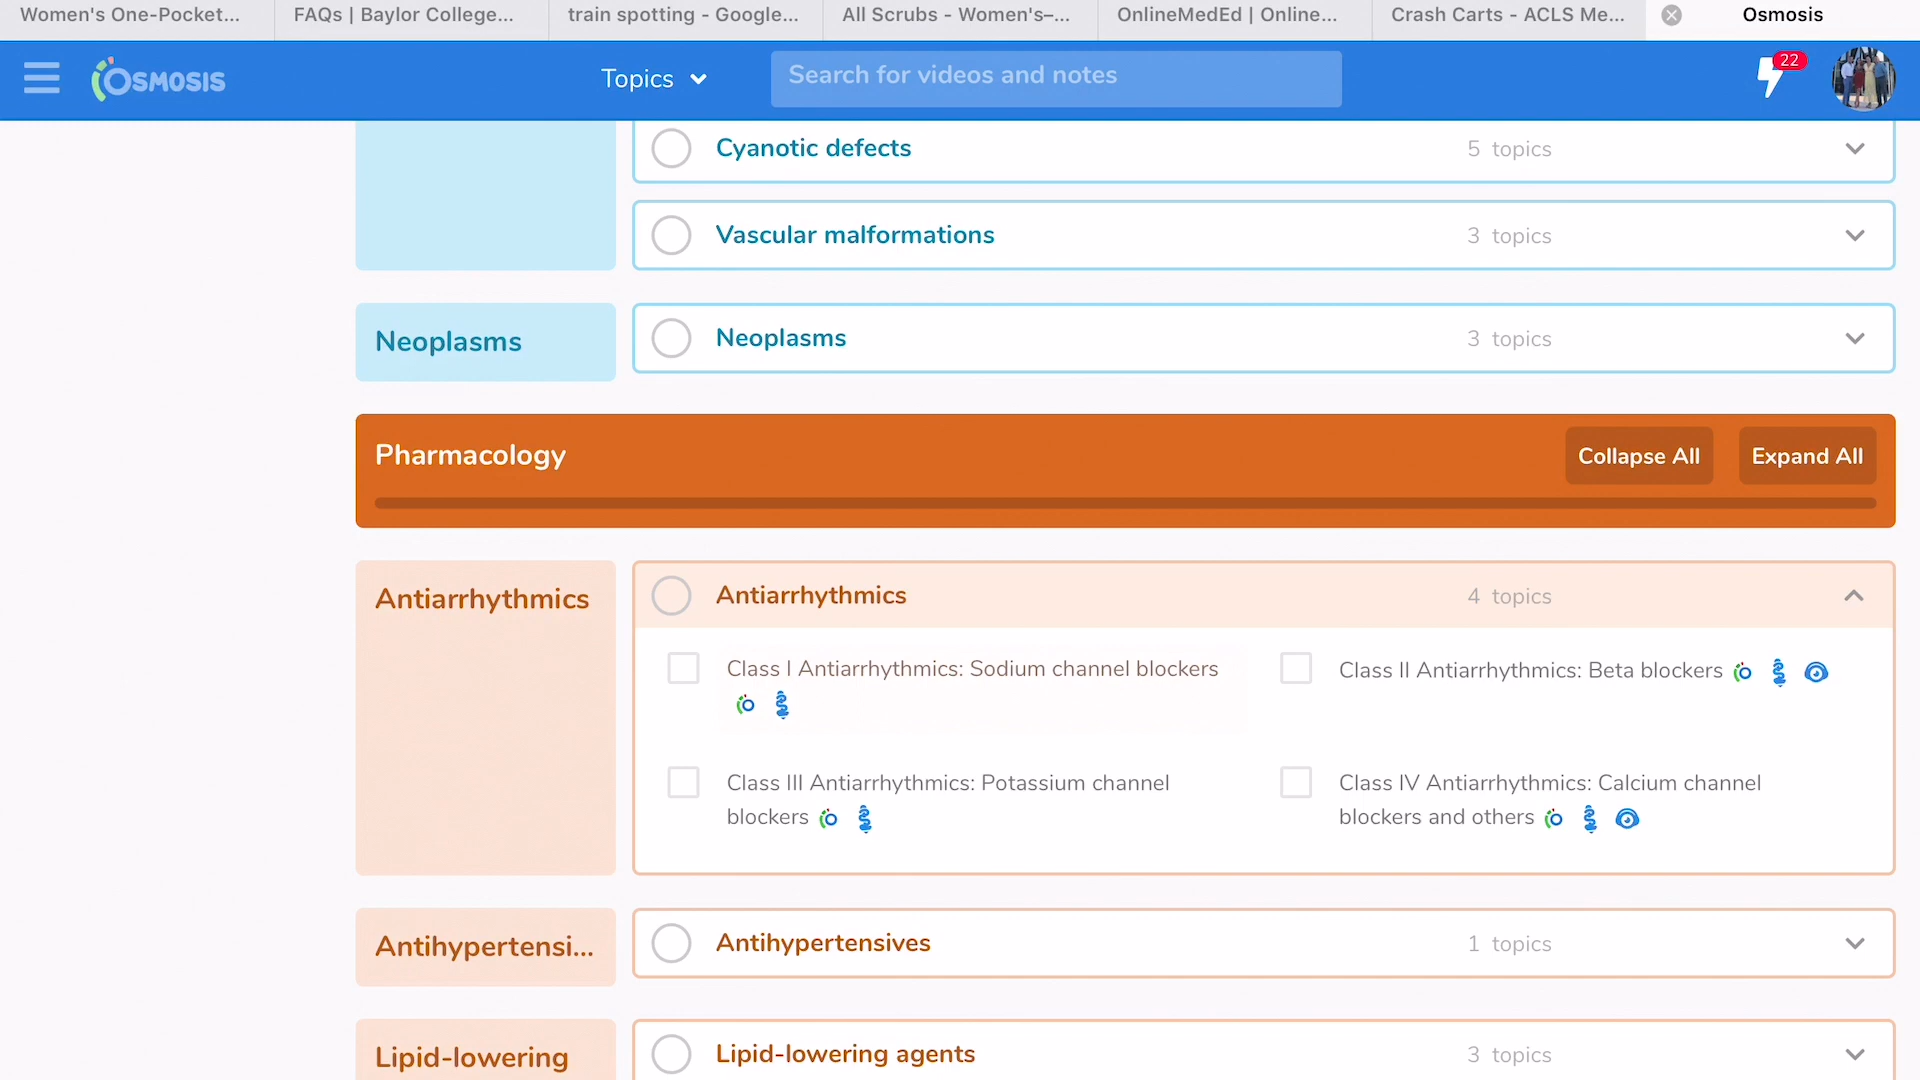 Women's One-Pocket...
FAQs | Baylor College...
train spotting - Google...
All Scrubs - Women's–...
OnlineMedEd | Online...
Crash Carts - ACLS Me...
Osmosis
OSMOSIS
Topics
Search for videos and notes
22
Cyanotic defects
5 topics
Vascular malformations
3 topics
Neoplasms
Neoplasms
3 topics
Pharmacology
Collapse All
Expand All
Antiarrhythmics
Antiarrhythmics
4 topics
Class I Antiarrhythmics: Sodium channel blockers
Class II Antiarrhythmics: Beta blockers
Class III Antiarrhythmics: Potassium channel
blockers
Class IV Antiarrhythmics: Calcium channel
blockers and others
Antihypertensi...
Antihypertensives
1 topics
Lipid-lowering
Lipid-lowering agents
3 topics